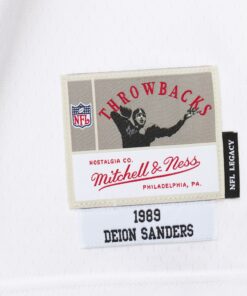 THROWBACKS
NFL
NOSTALGIA CO.
Mitchell & Ness
PHILADELPHIA, PA.
NFL LEGACY
1989
DEION SANDERS